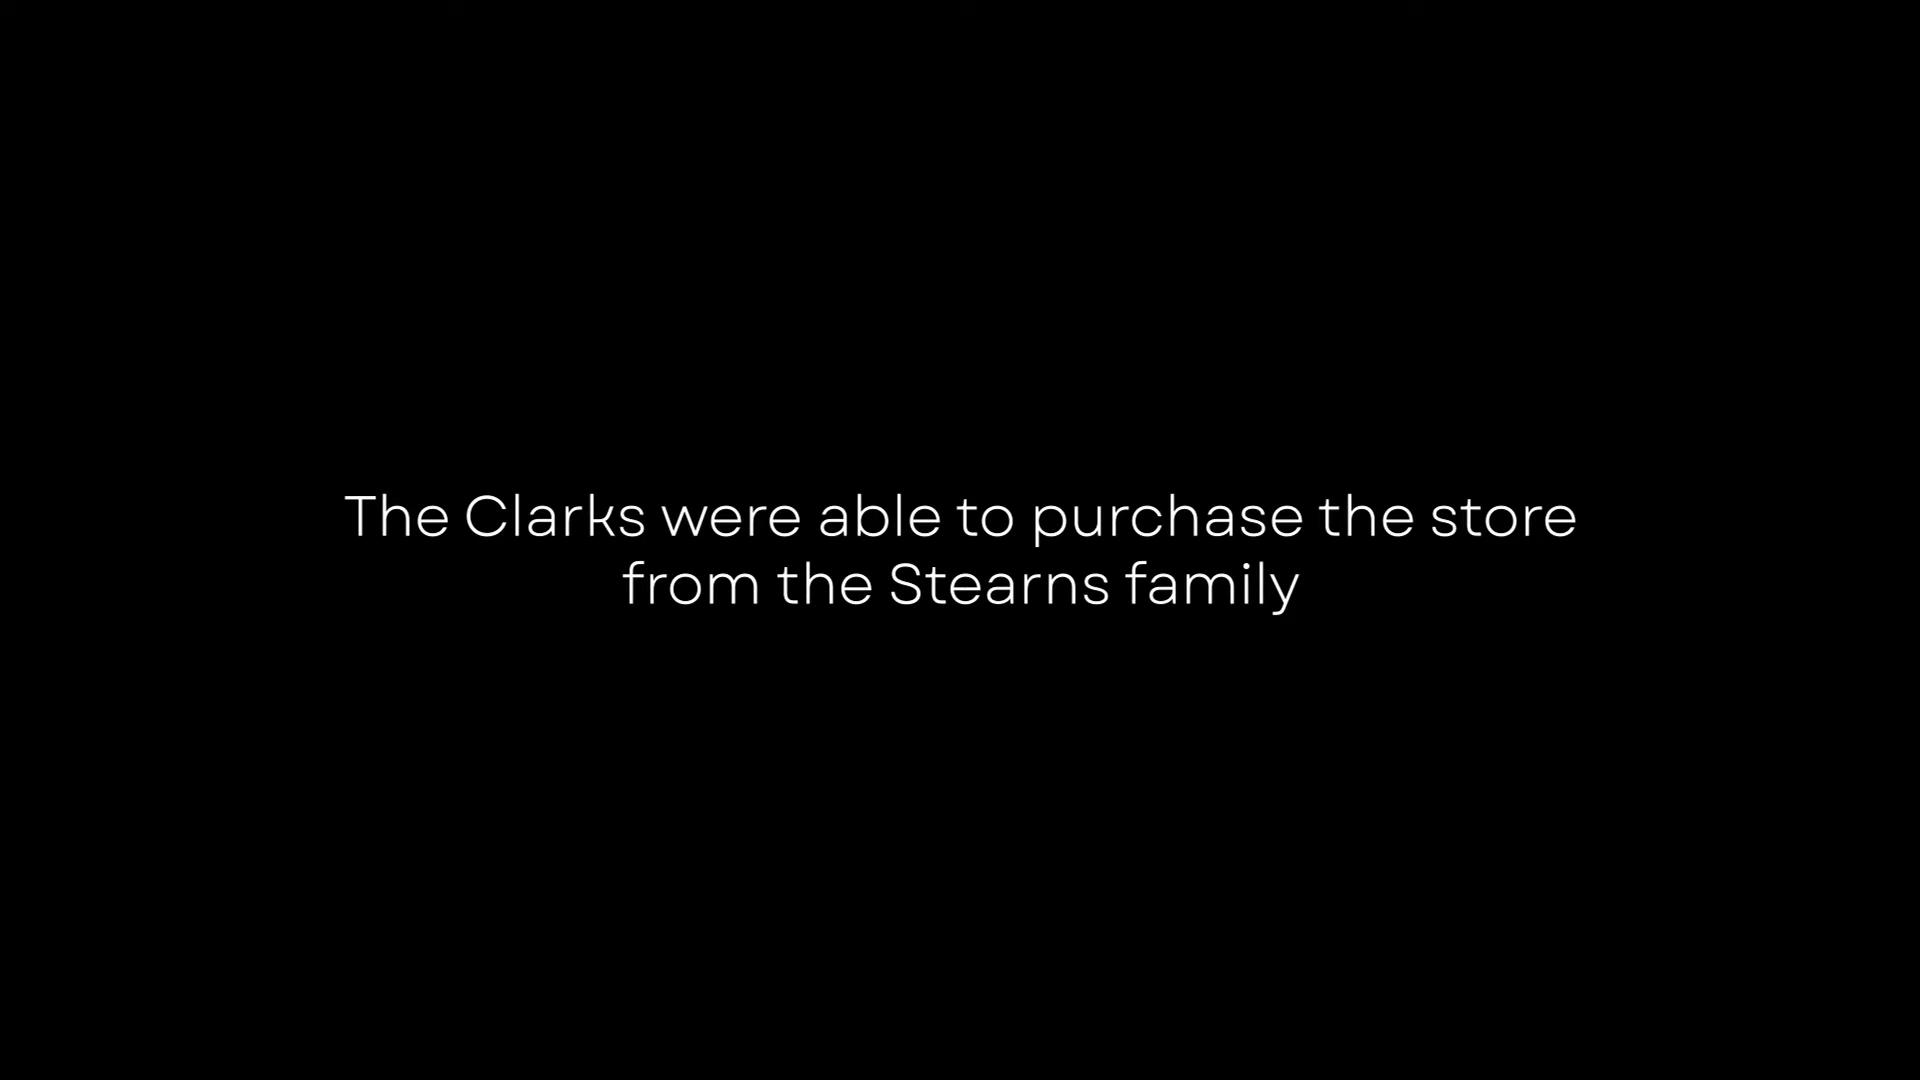 The Clarks were able to purchase the store
from the Stearns family